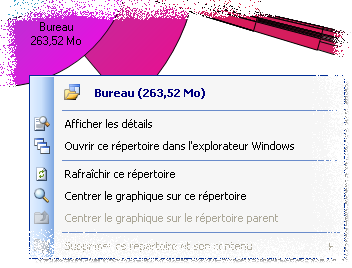 Bureau
263,52 Mo
Bureau (263,52 Mo)
Afficher les détails
Ouvrir ce répertoire dans l'explorateur Windows
Rafraîchir ce répertoire
Centrer le graphique sur ce répertoire
Centrer le graphique sur le répertoire parent
Supprimer ce répertoire et son contenu